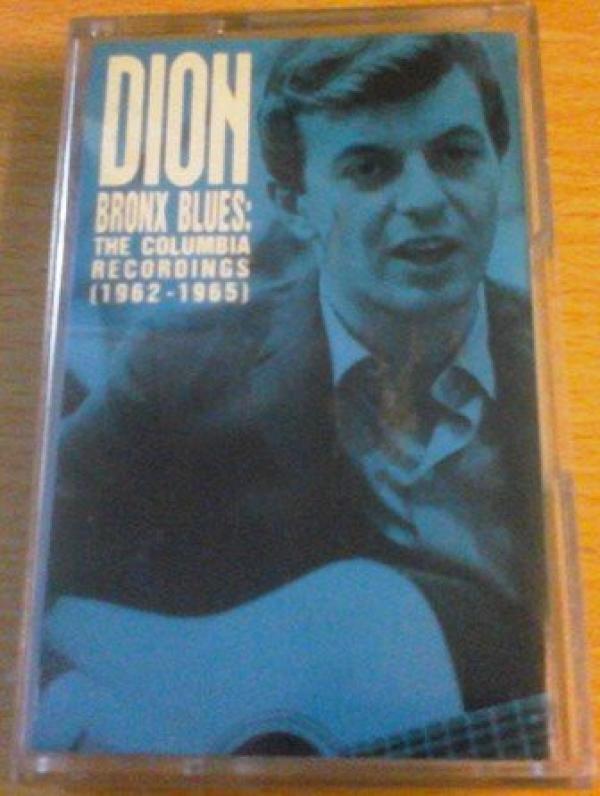 DION
BRONX BLUES:
THE COLUMBIA
RECORDINGS
(1962-1965)